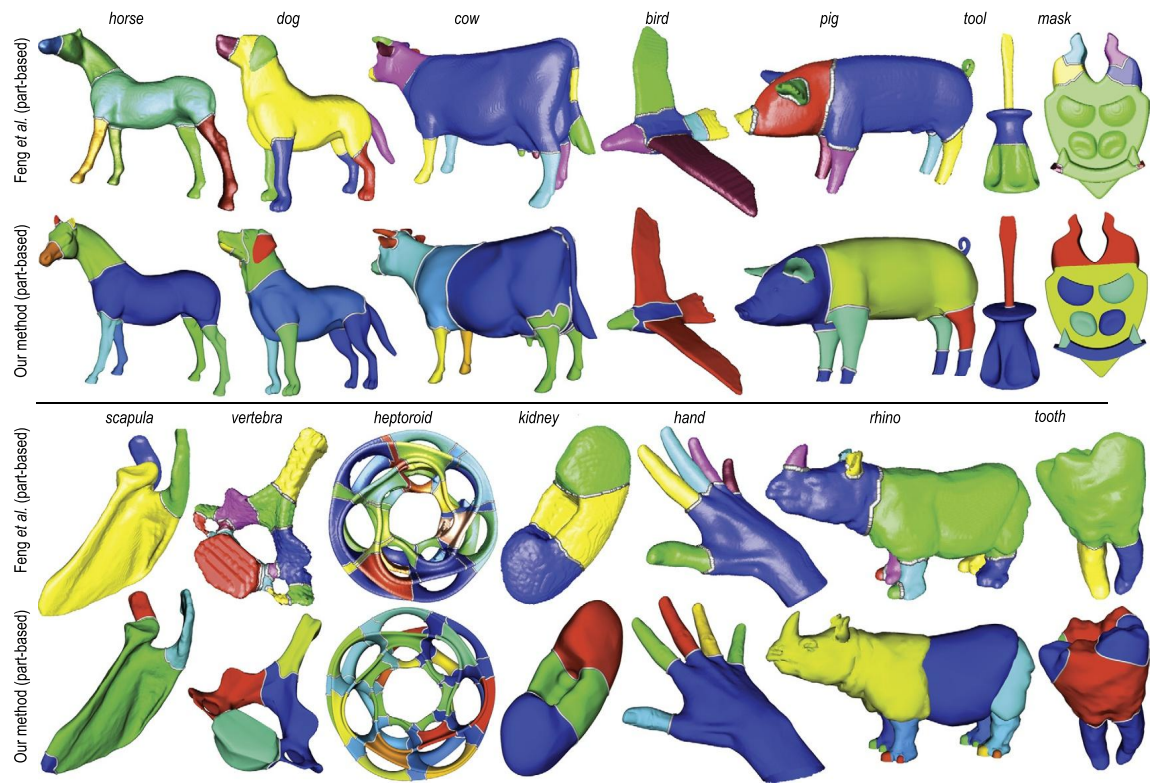 horse dog cow bird pig tool mask
Feng et al. (part-based)
Our method (part-based)
scapula vertebra heptoroid kidney hand rhino tooth
Feng et al. (part-based)
Our method (part-based)